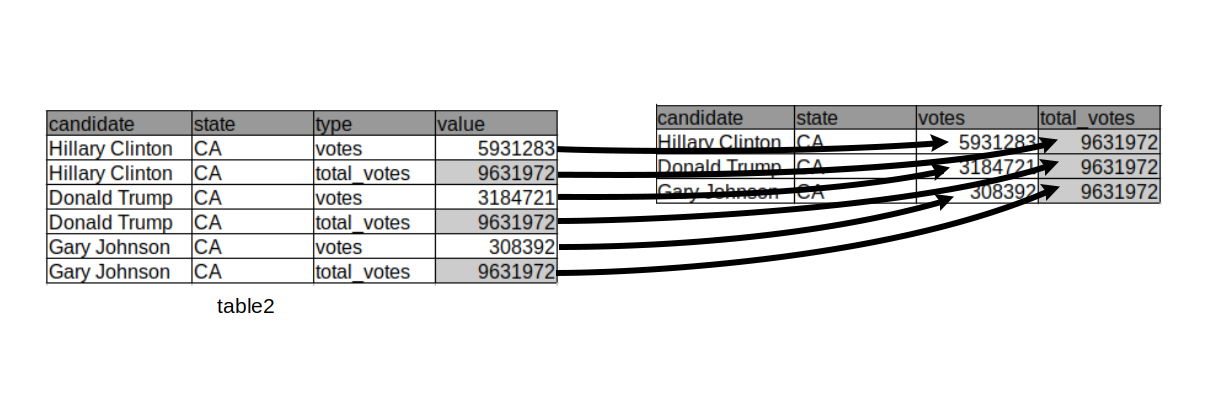 candidate state type value
Hillary Clinton CA votes 5931283
Hillary Clinton CA total_votes 9631972
Donald Trump CA votes 3184721
Donald Trump CA total_votes 9631972
Gary Johnson CA votes 308392
Gary Johnson CA total_votes 9631972
table2
candidate state votes total_votes
Hillary Clinton CA 5931283 9631972
Donald Trump CA 3184721 9631972
Gary Johnson CA 308392 9631972